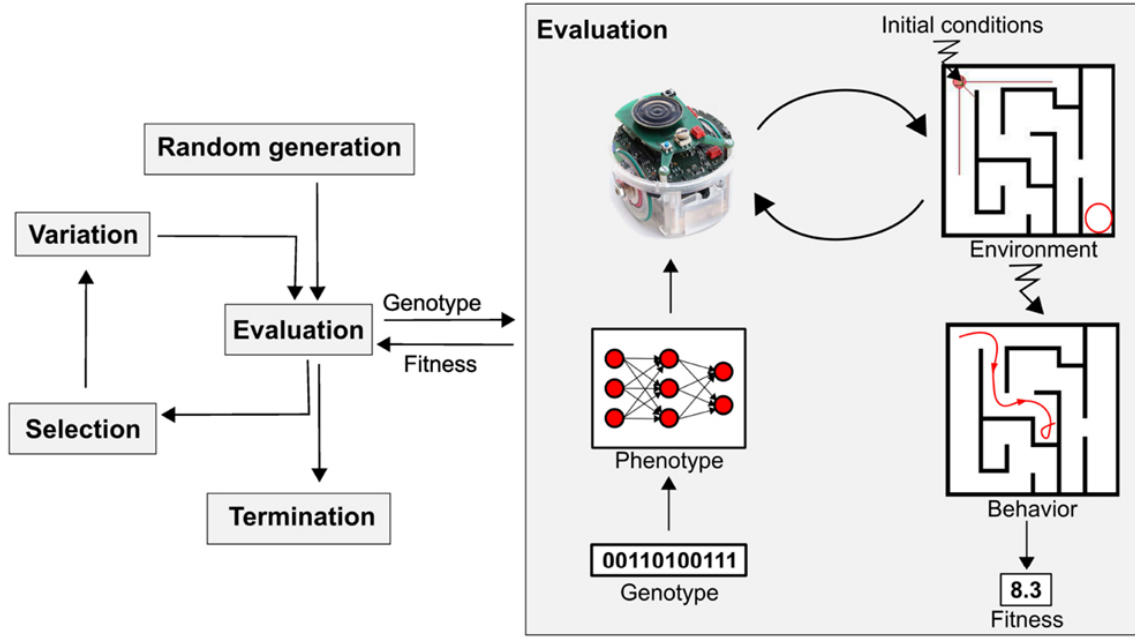 Random generation
Variation
Evaluation
Selection
Termination
Genotype
Fitness
Evaluation
Initial conditions
Environment
Phenotype
Behavior
00110100111
Genotype
8.3
Fitness